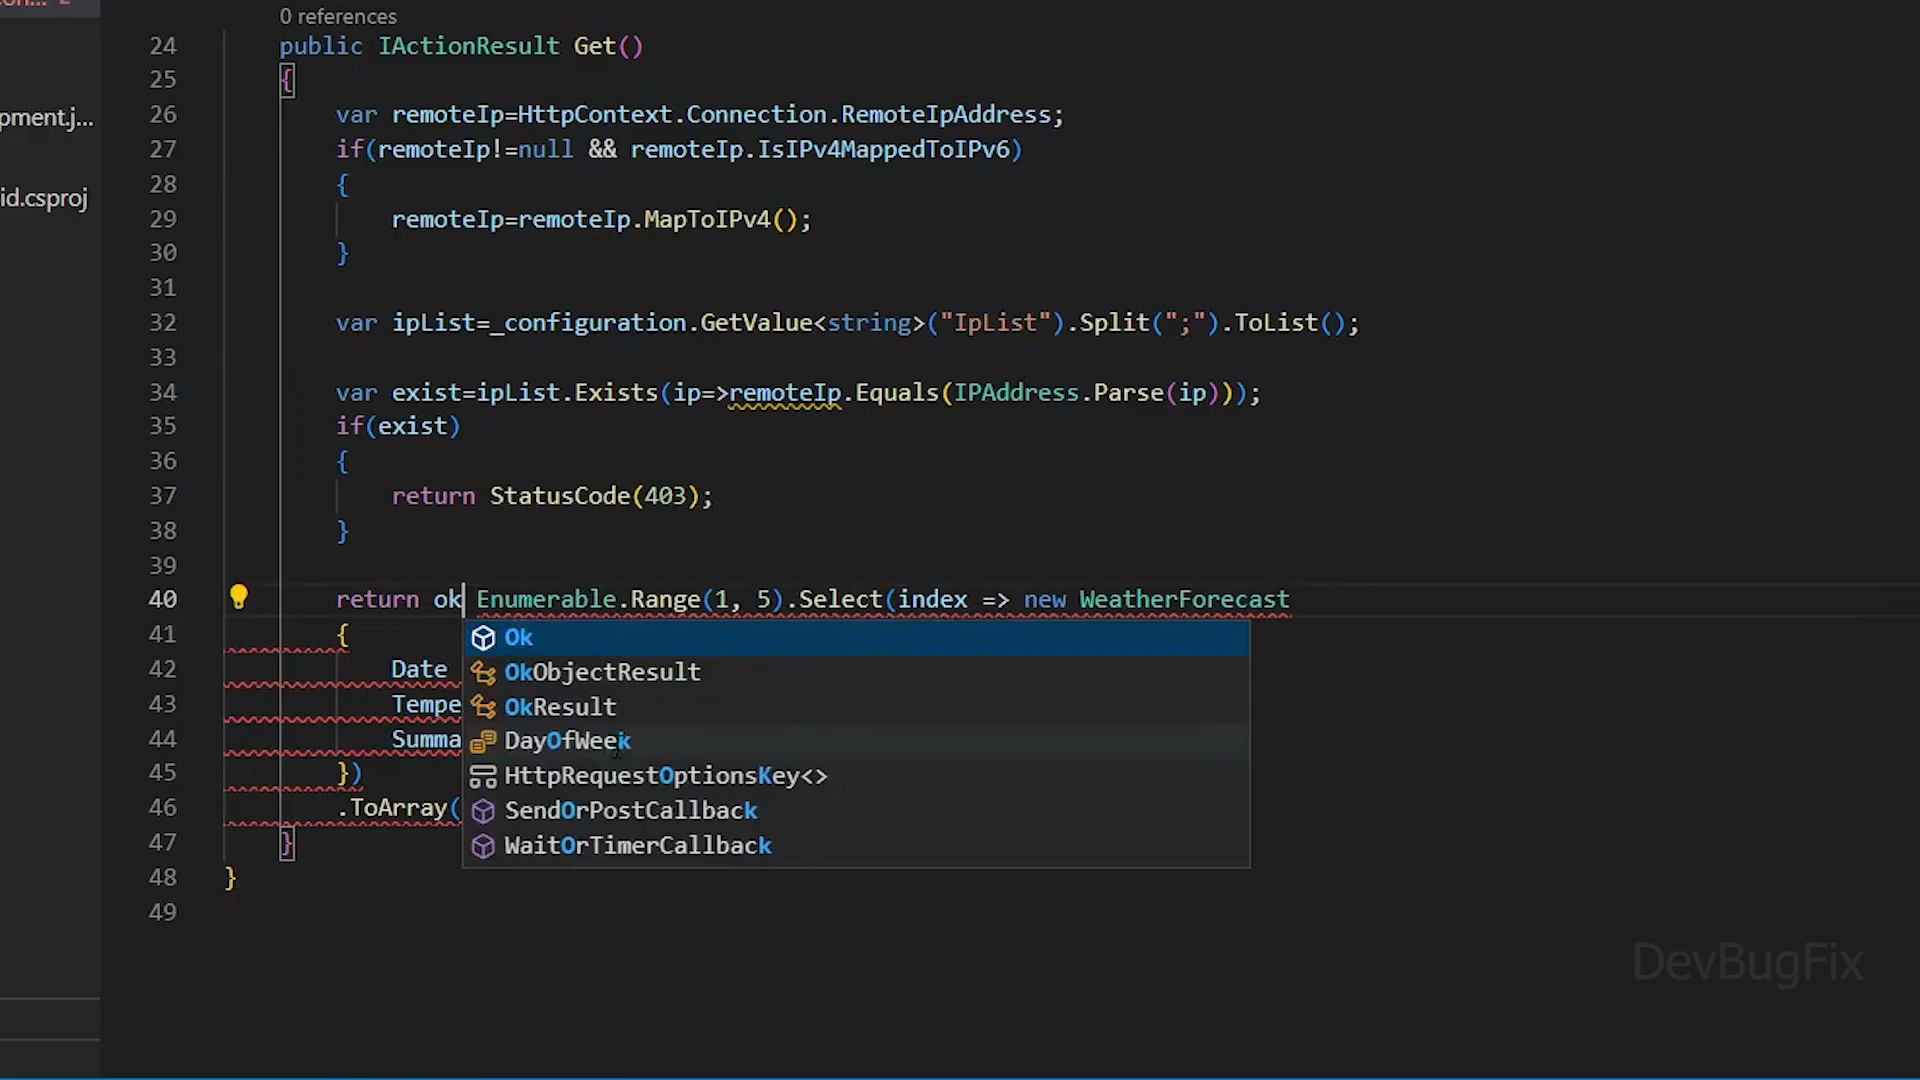 0 references
24 public IActionResult Get()
pment.j...
id.csproj
25 {
26 var remoteIp=HttpContext.Connection.RemoteIpAddress;
27 if(remoteIp!=null && remoteIp.IsIPv4MappedToIPv6)
28 {
29 remoteIp=remoteIp.MapToIPv4();
30 }
31
32 var ipList=_configuration.GetValue<string>("IpList").Split(";").ToList();
33
34 var exist=ipList.Exists(ip=>remoteIp.Equals(IPAddress.Parse(ip)));
35 if(exist)
36 {
37 return StatusCode(403);
38 }
39
40 return ok Enumerable.Range(1, 5).Select(index => new WeatherForecast
41 {
42 Date
43 Tempe
44 Summa
45 })
46 .ToArray(
47 }
48 }
49
Ok
OkObjectResult
OkResult
DayOfWeek
HttpRequestOptionsKey<>
SendOrPostCallback
WaitOrTimerCallback
DevBugFix